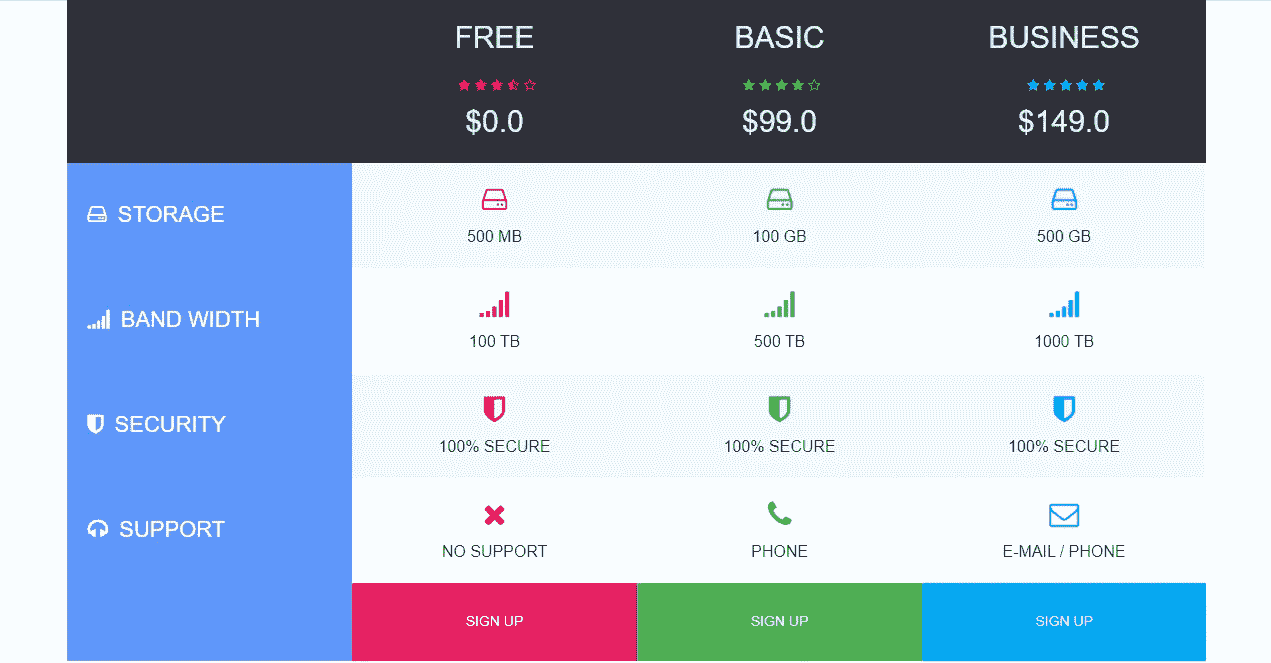 FREE BASIC BUSINESS
$0.0 $99.0 $149.0
STORAGE 500 MB 100 GB 500 GB
BAND WIDTH 100 TB 500 TB 1000 TB
SECURITY 100% SECURE 100% SECURE 100% SECURE
SUPPORT NO SUPPORT PHONE E-MAIL / PHONE
SIGN UP SIGN UP SIGN UP